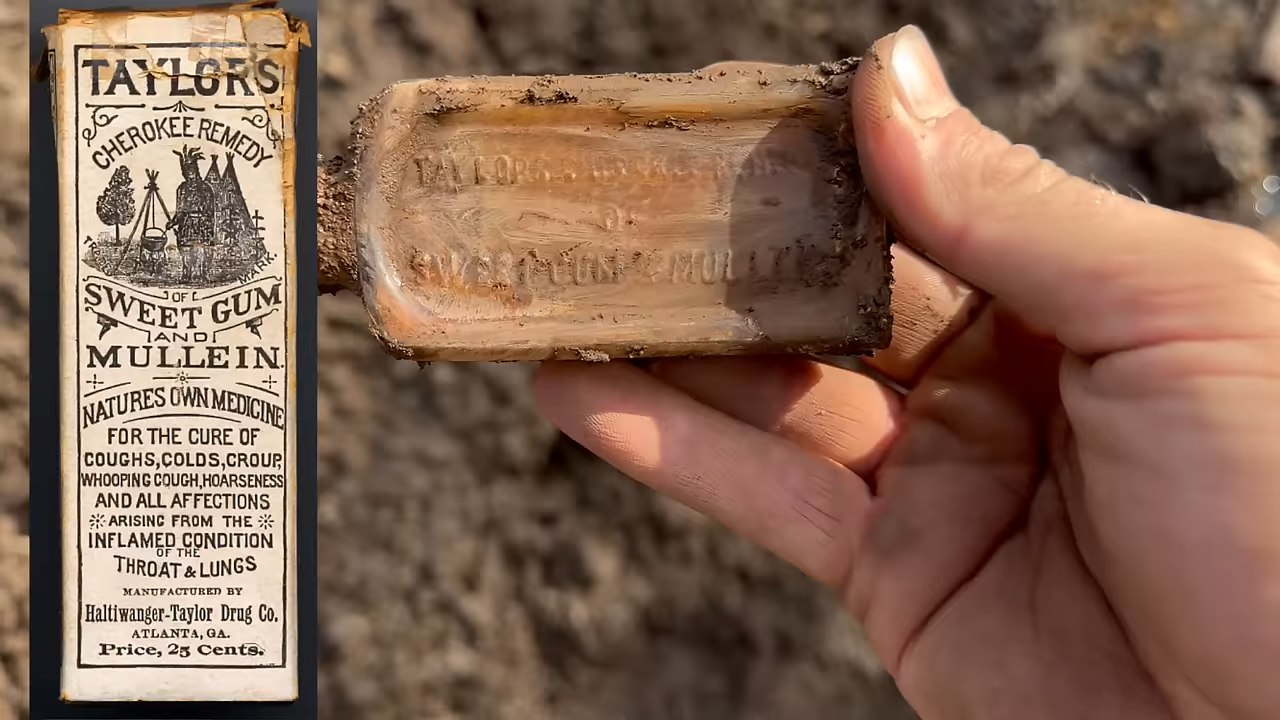 TAYLOR'S
CHEROKEE REMEDY
MARK.
OF
SWEET GUM
AND
MULLEIN.
NATURES OWN MEDICINE
FOR THE CURE OF
COUGHS, COLDS, CROUP,
WHOOPING COUGH, HOARSENESS
AND ALL AFFECTIONS
ARISING FROM THE
INFLAMED CONDITION
OF THE
THROAT & LUNGS
MANUFACTURED BY
Haltiwanger-Taylor Drug Co.
ATLANTA, GA.
Price, 25 Cents.
TAYLORS
OF
SWEET GUM &